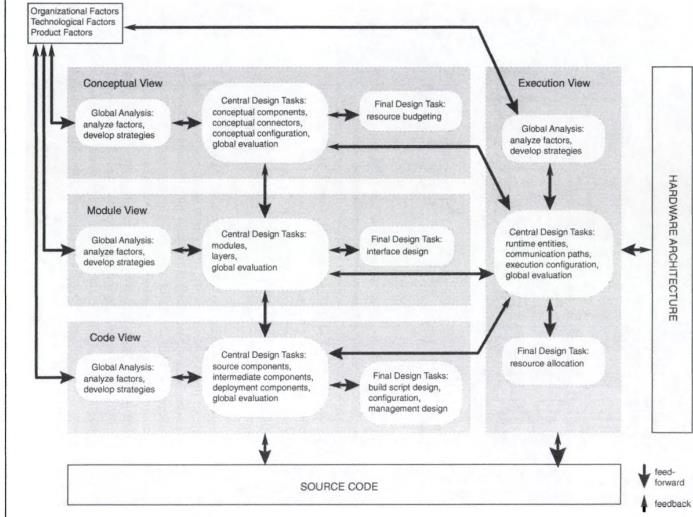 Organizational Factors
Technological Factors
Product Factors
Conceptual View
Global Analysis:
analyze factors,
develop strategies
Central Design Tasks:
conceptual components,
conceptual connectors,
conceptual configuration,
global evaluation
Final Design Task:
resource budgeting
Module View
Global Analysis:
analyze factors,
develop strategies
Central Design Tasks:
modules,
layers,
global evaluation
Final Design Task:
interface design
Code View
Global Analysis:
analyze factors,
develop strategies
Central Design Tasks:
source components,
intermediate components,
deployment components,
global evaluation
Final Design Tasks:
build script design,
configuration,
management design
Execution View
Global Analysis:
analyze factors,
develop strategies
Central Design Tasks:
runtime entities,
communication paths,
execution configuration,
global evaluation
Final Design Task:
resource allocation
HARDWARE ARCHITECTURE
SOURCE CODE
feed-
forward
feedback